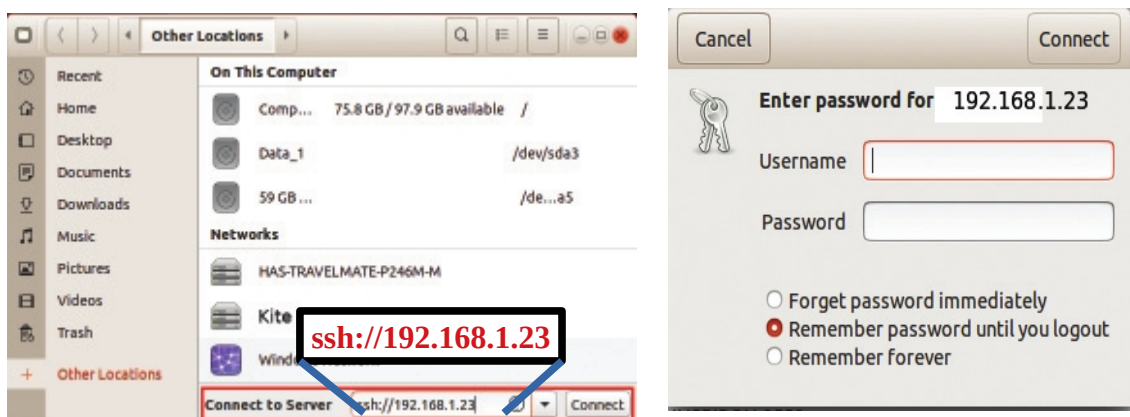 Other Locations
Recent
Home
Desktop
Documents
Downloads
Music
Pictures
Videos
Trash
Other Locations
On This Computer
Comp... 75.8 GB / 97.9 GB available /
Data_1 /dev/sda3
59 GB ... /de...a5
Networks
HAS-TRAVELMATE-P246M-M
Kite
ssh://192.168.1.23
Connect to Server ssh://192.168.1.23 Connect
Cancel Connect
Enter password for 192.168.1.23
Username
Password
Forget password immediately
Remember password until you logout
Remember forever